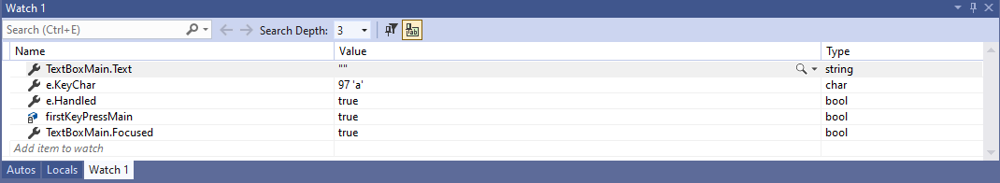 Watch 1
Search (Ctrl+E) Search Depth: 3
Name Value Type
TextBoxMain.Text "" string
e.KeyChar 97 'a' char
e.Handled true bool
firstKeyPressMain true bool
TextBoxMain.Focused true bool
Add item to watch
Autos Locals Watch 1